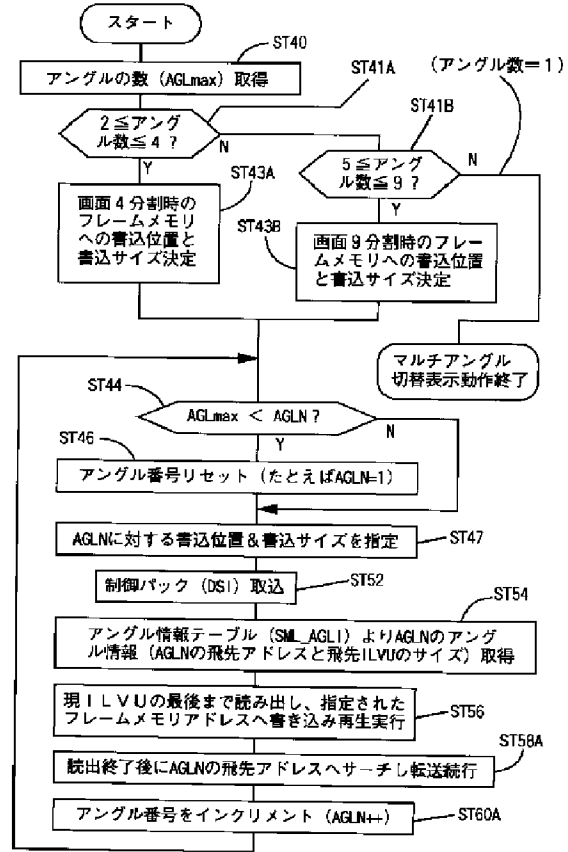 スタート
ST40
アングルの数 (AGLmax) 取得
ST41A
(アングル数=1)
2≦アング
ル数≦4?
N
Y
ST41B
5≦アング
ル数≦9?
N
Y
ST43A
画面4分割時の
フレームメモリ
への書込位置と
書込サイズ決定
ST43B
画面9分割時のフレー
ムメモリへの書込位置
と書込サイズ決定
マルチアングル
切替表示動作終了
ST44
AGLmax < AGLN?
N
Y
ST46
アングル番号リセット (たとえばAGLN=1)
AGLNに対する書込位置&書込サイズを指定
ST47
制御パック (DSI) 取込
ST52
ST54
アングル情報テーブル (SML_AGLI) よりAGLNのアング
ル情報 (AGLNの飛先アドレスと飛先ILVUのサイズ) 取得
現ILVUの最後まで読み出し、指定された
フレームメモリアドレスへ書き込み再生実行
ST56
ST58A
読出終了後にAGLNの飛先アドレスへサーチし転送続行
アングル番号をインクリメント (AGLN++)
ST60A